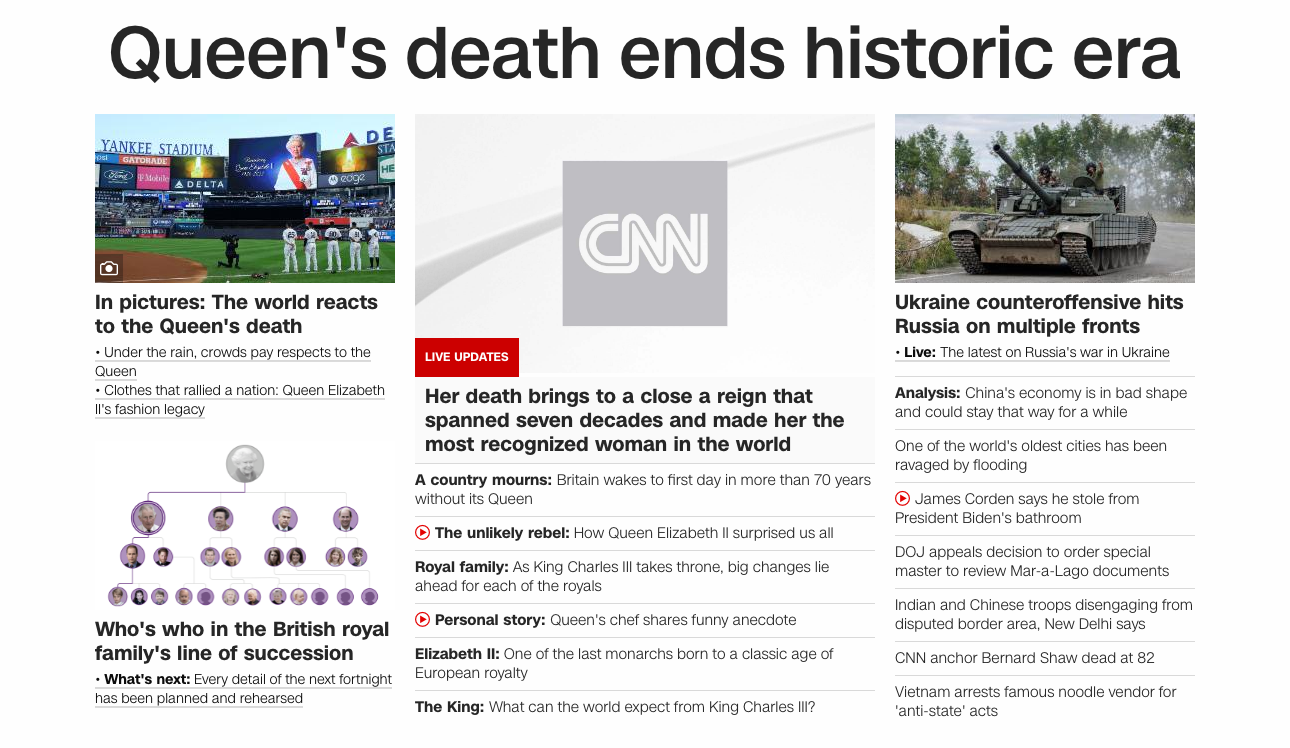 Queen's death ends historic era
YANKEE STADIUM
pepsi
GATORADE
Ford
T Mobile
DELTA
edge
In pictures: The world reacts
to the Queen's death
• Under the rain, crowds pay respects to the
Queen
• Clothes that rallied a nation: Queen Elizabeth
II's fashion legacy
Who's who in the British royal
family's line of succession
• What's next: Every detail of the next fortnight
has been planned and rehearsed
CNN
LIVE UPDATES
Her death brings to a close a reign that
spanned seven decades and made her the
most recognized woman in the world
A country mourns: Britain wakes to first day in more than 70 years
without its Queen
The unlikely rebel: How Queen Elizabeth II surprised us all
Royal family: As King Charles III takes throne, big changes lie
ahead for each of the royals
Personal story: Queen's chef shares funny anecdote
Elizabeth II: One of the last monarchs born to a classic age of
European royalty
The King: What can the world expect from King Charles III?
Ukraine counteroffensive hits
Russia on multiple fronts
• Live: The latest on Russia's war in Ukraine
Analysis: China's economy is in bad shape
and could stay that way for a while
One of the world's oldest cities has been
ravaged by flooding
James Corden says he stole from
President Biden's bathroom
DOJ appeals decision to order special
master to review Mar-a-Lago documents
Indian and Chinese troops disengaging from
disputed border area, New Delhi says
CNN anchor Bernard Shaw dead at 82
Vietnam arrests famous noodle vendor for
'anti-state' acts